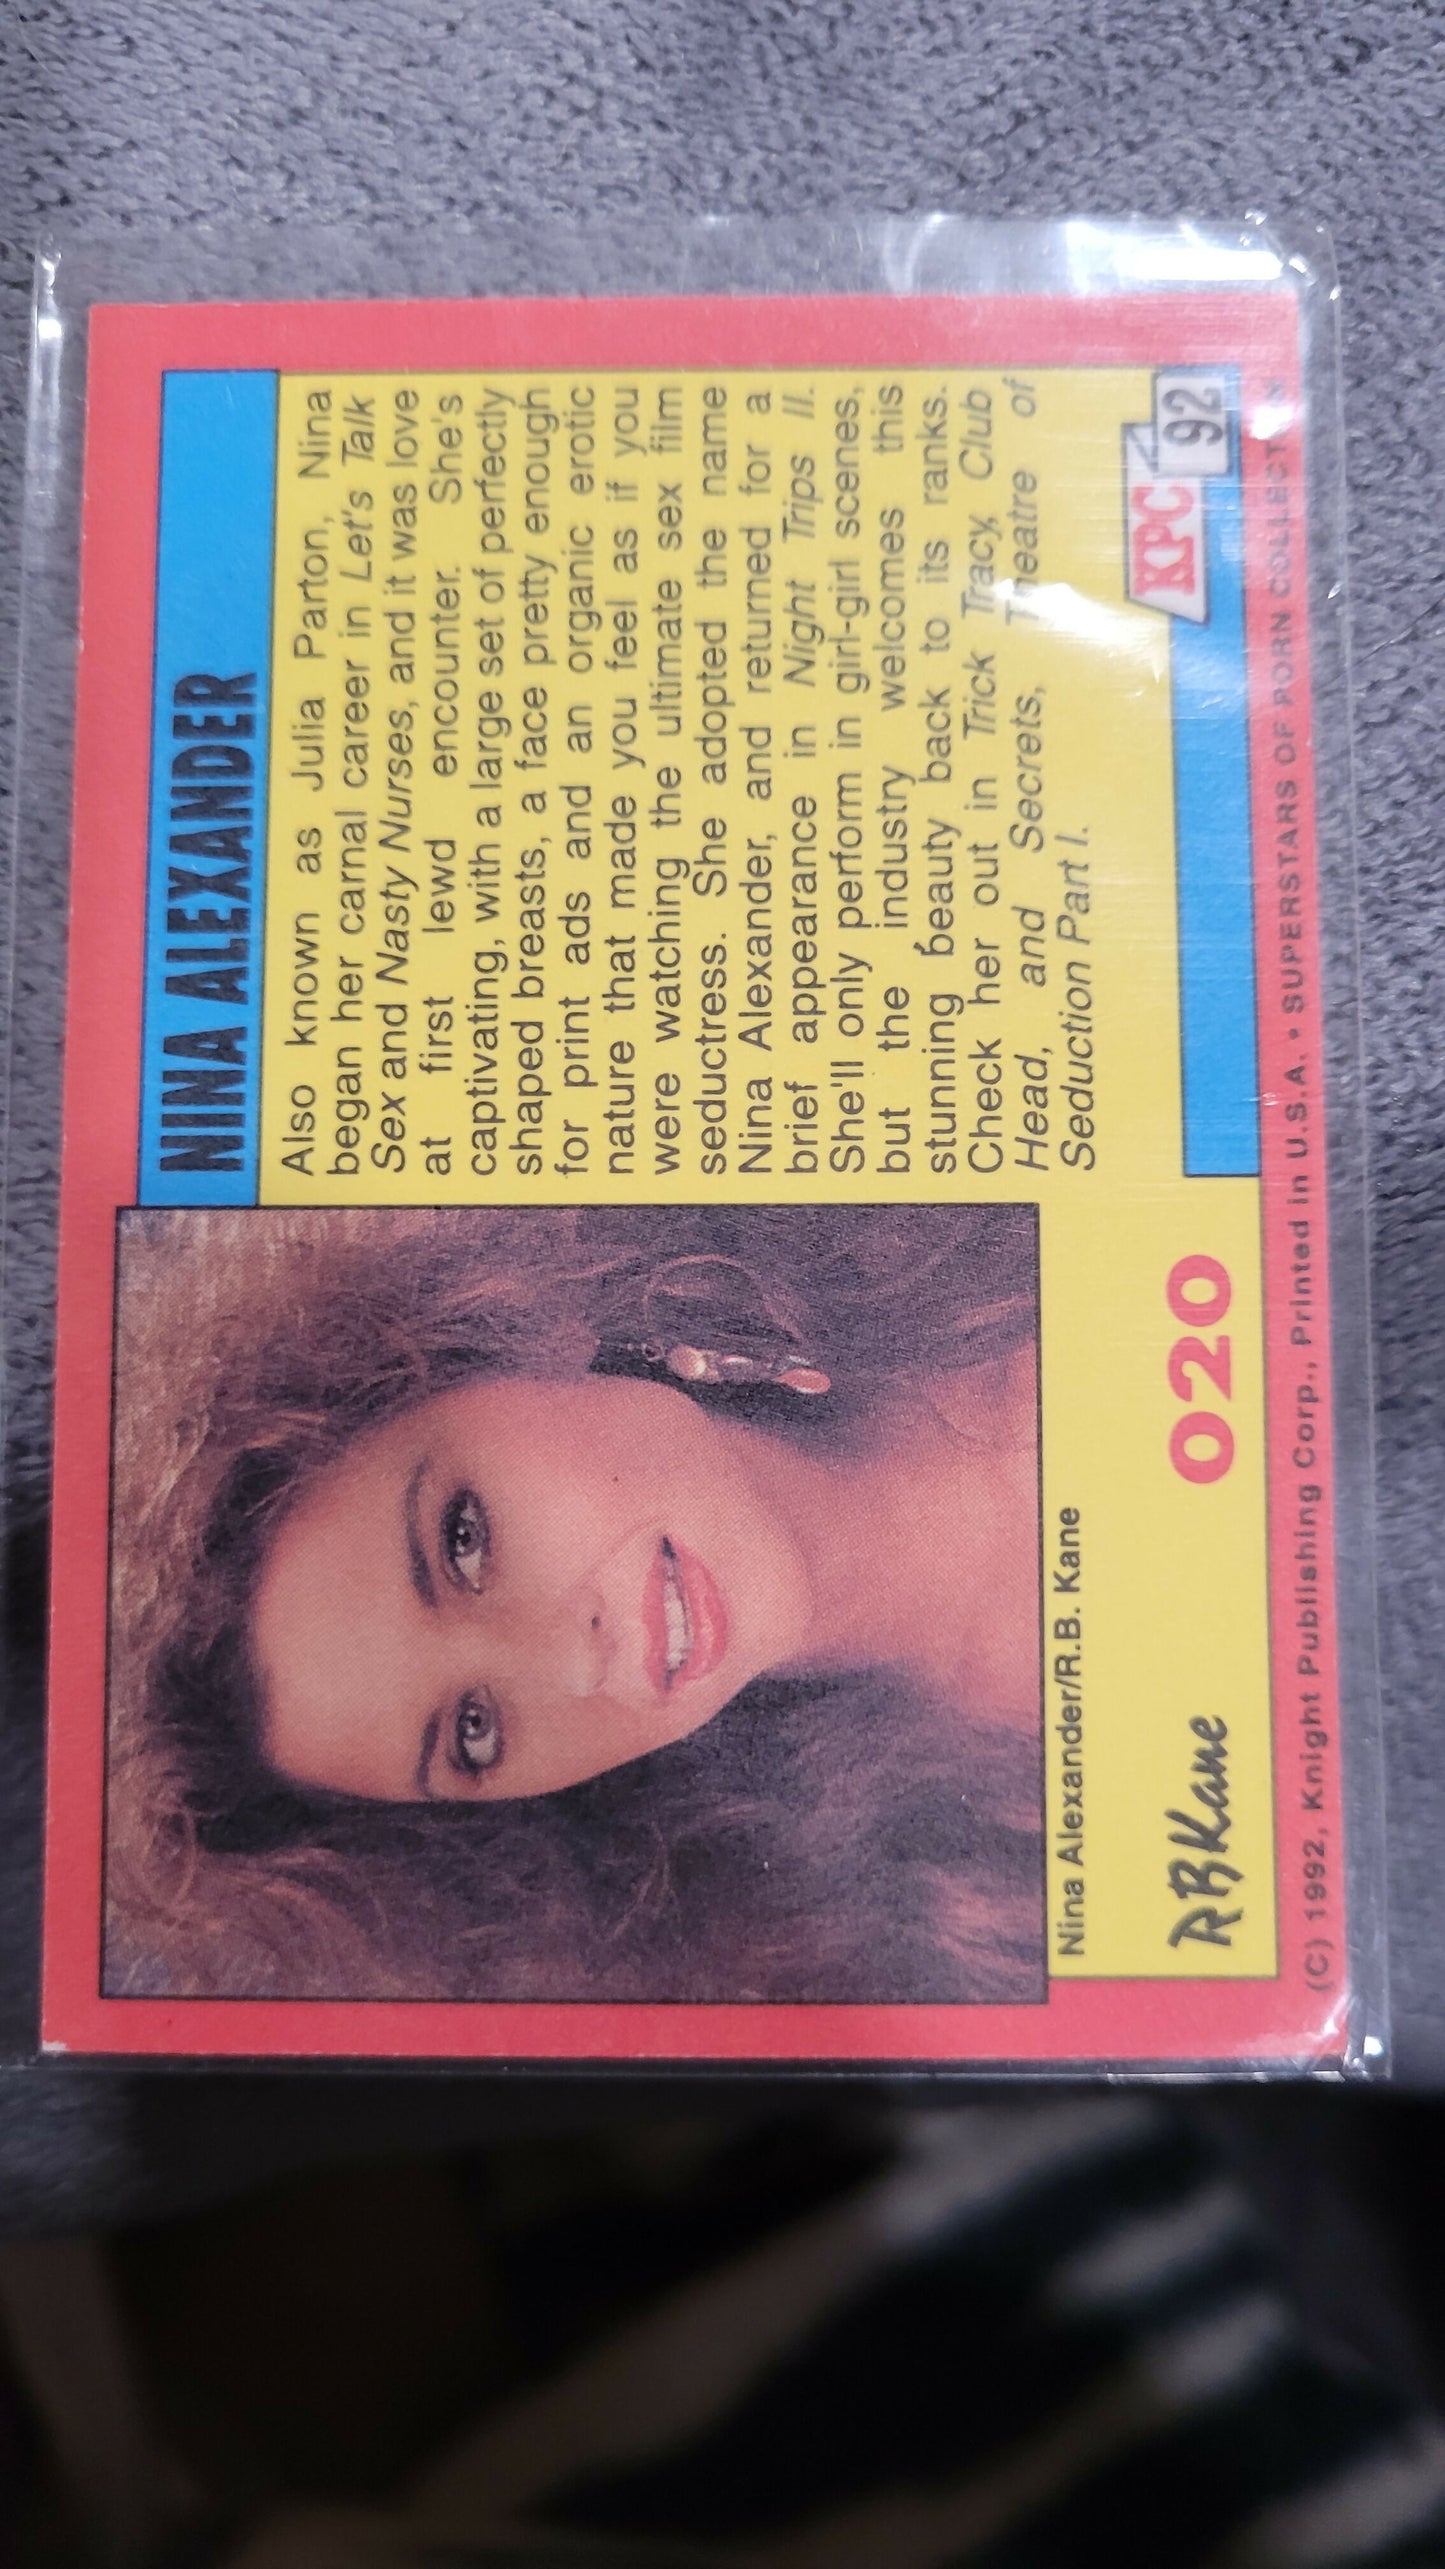 NINA ALEXANDER
Also known as Julia Parton, Nina
began her carnal career in Let's Talk
Sex and Nasty Nurses, and it was love
at first lewd encounter. She's
captivating, with a large set of perfectly
shaped breasts, a face pretty enough
for print ads and an organic erotic
nature that made you feel as if you
were watching the ultimate sex film
seductress. She adopted the name
Nina Alexander, and returned for a
brief appearance in Night Trips II.
She'll only perform in girl-girl scenes,
but the industry welcomes this
stunning beauty back to its ranks.
Check her out in Trick Tracy, Club
Head, and Secrets, Theatre of
Seduction Part I.
Nina Alexander/R.B. Kane
RBKane
020
KPC 92
(C) 1992, Knight Publishing Corp., Printed in U.S.A. • SUPERSTARS OF PORN COLLECTION